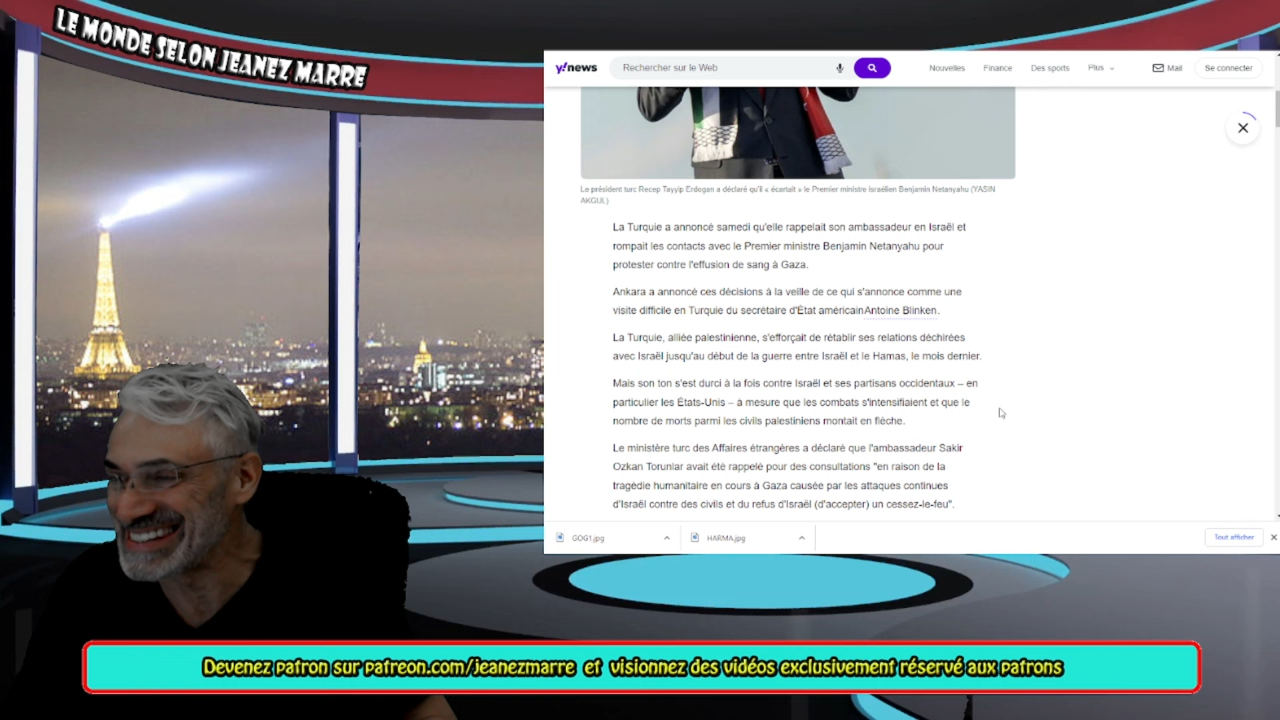 LE MONDE SELON JEANEZ MARRE
y!news
Rechercher sur le Web
Nouvelles Finance Des sports Plus Mail Se connecter
Le président turc Recep Tayyip Erdogan a déclaré qu'il « écartait » le Premier ministre israélien Benjamin Netanyahu (YASIN
AKGUL)
La Turquie a annoncé samedi qu'elle rappelait son ambassadeur en Israël et
rompait les contacts avec le Premier ministre Benjamin Netanyahu pour
protester contre l'effusion de sang à Gaza.
Ankara a annoncé ces décisions à la veille de ce qui s'annonce comme une
visite difficile en Turquie du secrétaire d'État américainAntoine Blinken.
La Turquie, alliée palestinienne, s'efforçait de rétablir ses relations déchirées
avec Israël jusqu'au début de la guerre entre Israël et le Hamas, le mois dernier.
Mais son ton s'est durci à la fois contre Israël et ses partisans occidentaux – en
particulier les États-Unis – à mesure que les combats s'intensifiaient et que le
nombre de morts parmi les civils palestiniens montait en flèche.
Le ministère turc des Affaires étrangères a déclaré que l'ambassadeur Sakir
Ozkan Torunlar avait été rappelé pour des consultations "en raison de la
tragédie humanitaire en cours à Gaza causée par les attaques continues
d'Israël contre des civils et du refus d'Israël (d'accepter) un cessez-le-feu".
GOG1.jpg HARMA.jpg Tout afficher
Devenez patron sur patreon.com/jeanezmarre et visionnez des vidéos exclusivement réservé aux patrons